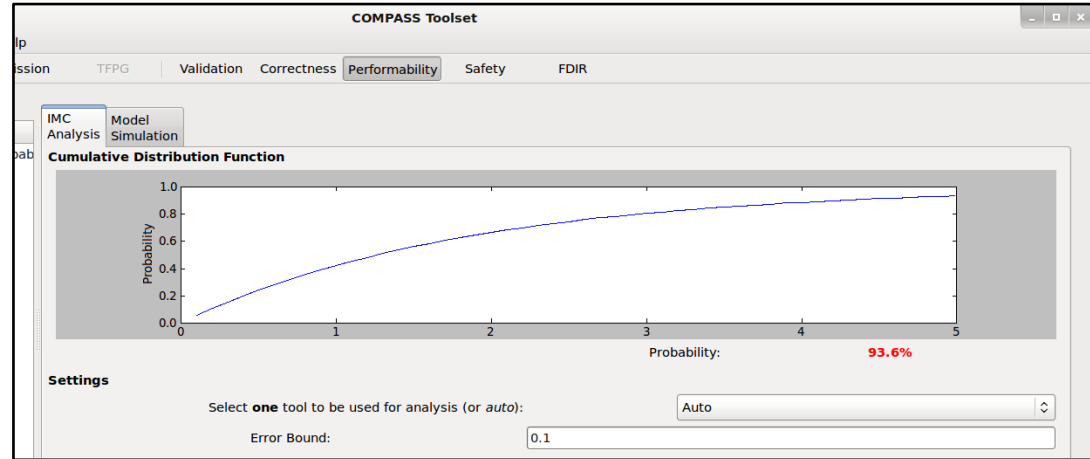 COMPASS Toolset
lp
ission TFPG Validation Correctness Performability Safety FDIR
IMC Analysis
Model Simulation
bab
Cumulative Distribution Function
1.0
0.8
0.6
0.4
0.2
0.0
Probability
0 1 2 3 4 5
Probability: 93.6%
Settings
Select one tool to be used for analysis (or auto): Auto
Error Bound: 0.1